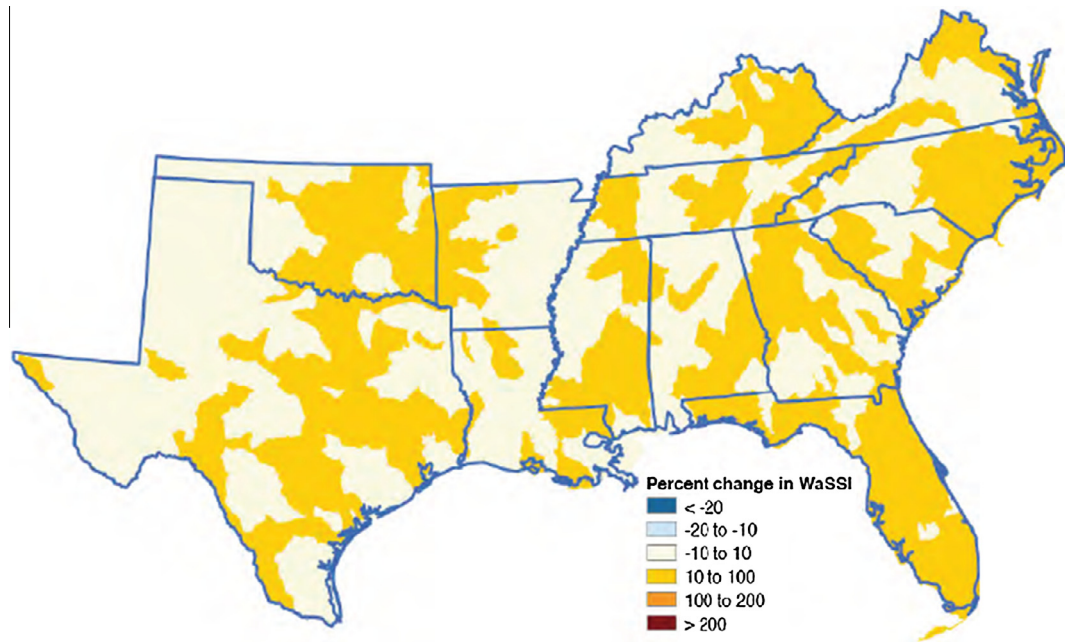 Percent change in WaSSI
< -20
-20 to -10
-10 to 10
10 to 100
100 to 200
> 200